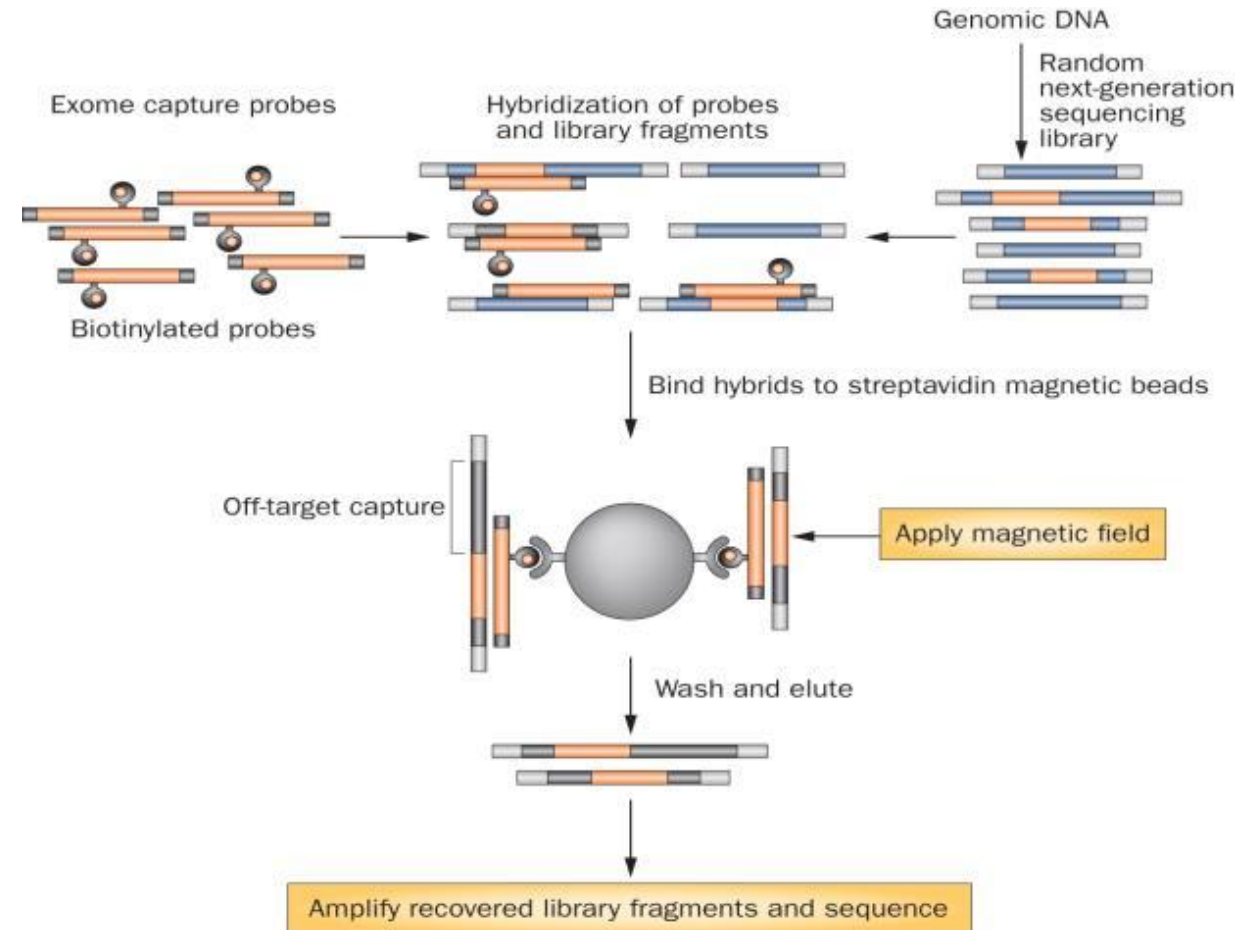 Genomic DNA
Random
next-generation
sequencing
library
Exome capture probes
Hybridization of probes
and library fragments
Biotinylated probes
Bind hybrids to streptavidin magnetic beads
Off-target capture
Apply magnetic field
Wash and elute
Amplify recovered library fragments and sequence